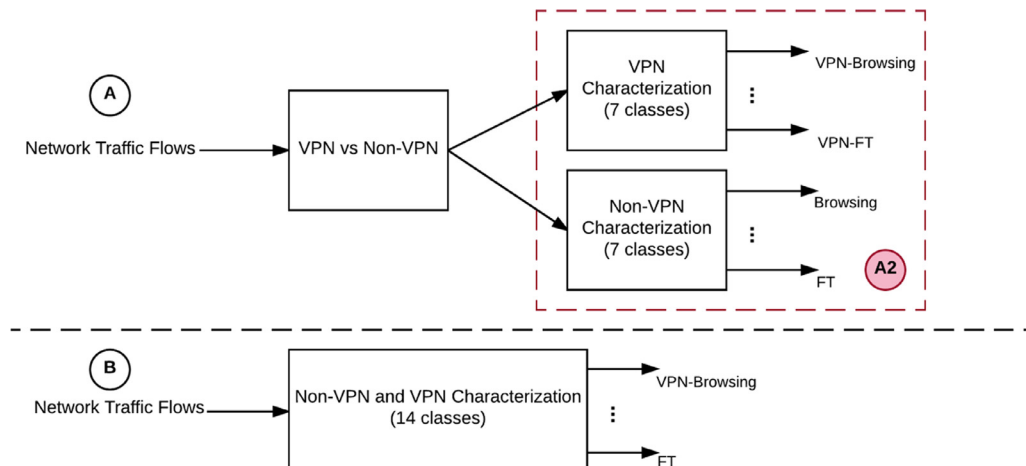 A
Network Traffic Flows
VPN vs Non-VPN
VPN
Characterization
(7 classes)
VPN-Browsing
...
VPN-FT
Non-VPN
Characterization
(7 classes)
Browsing
...
FT
A2
B
Network Traffic Flows
Non-VPN and VPN Characterization
(14 classes)
VPN-Browsing
...
FT